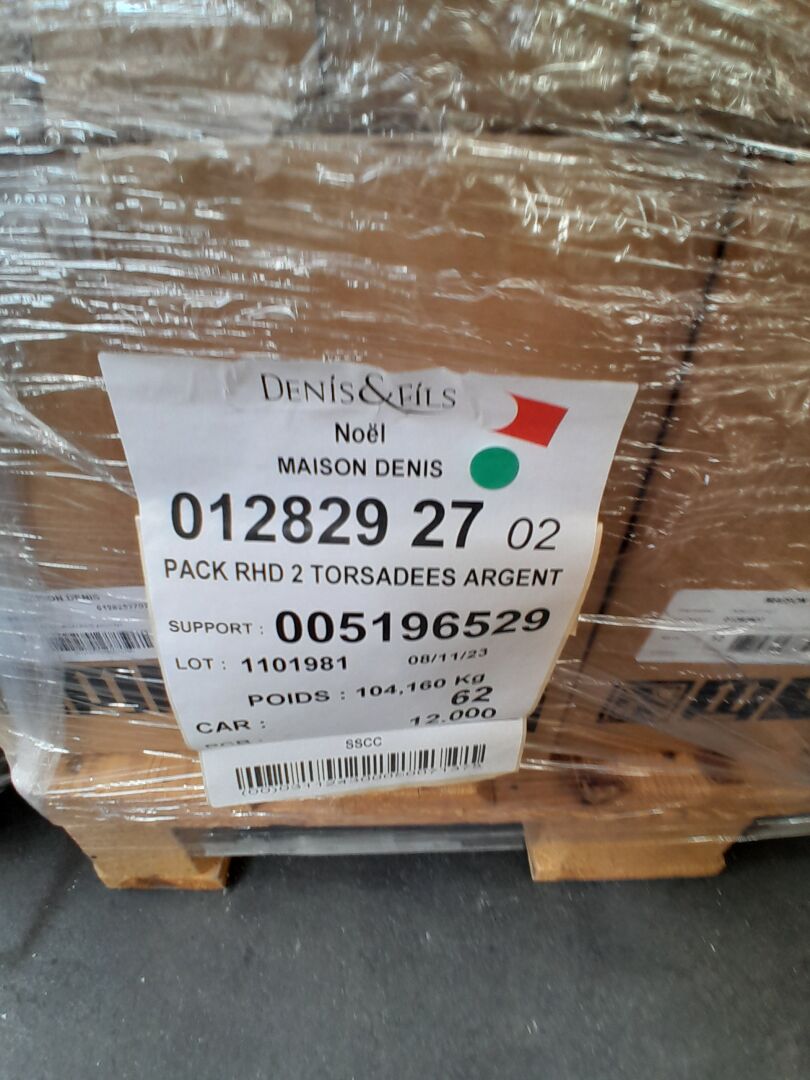 DENIS&FILS
Noël
MAISON DENIS
012829 27 02
PACK RHD 2 TORSADEES ARGENT
SUPPORT : 005196529
LOT : 1101981 08/11/23
POIDS : 104,160 Kg
CAR : 62
12.000
SSCC